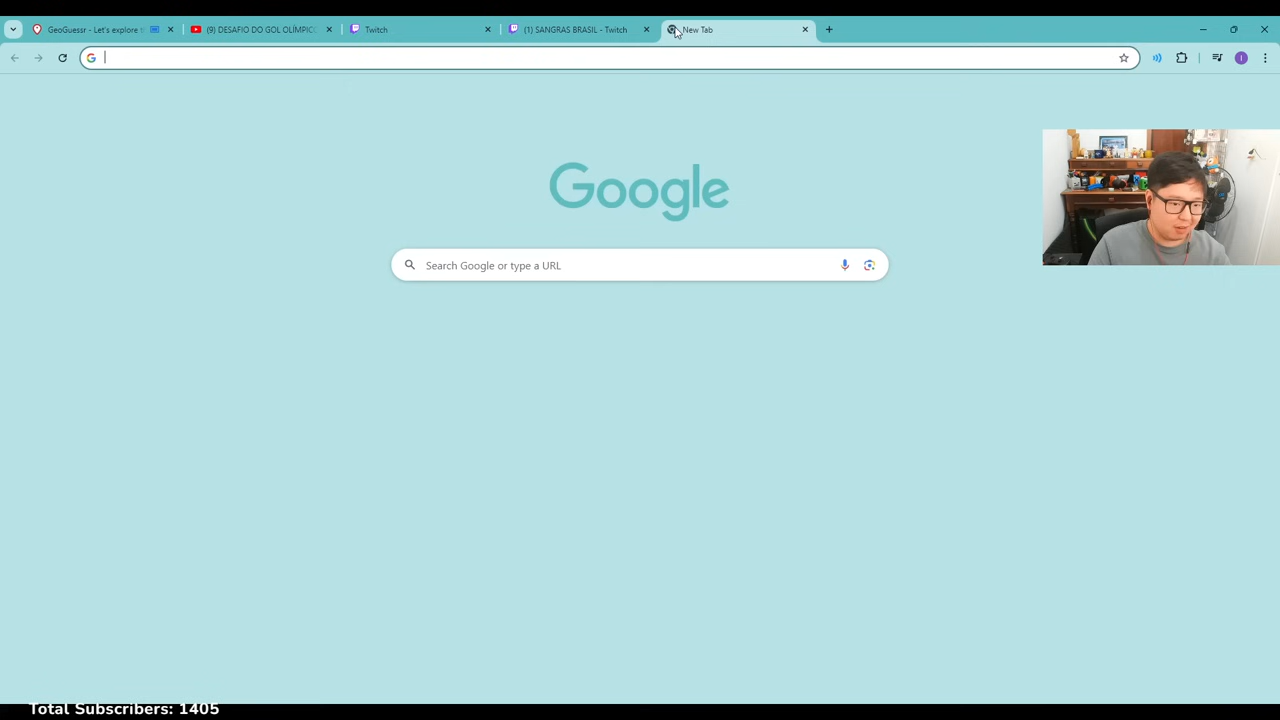 GeoGuessr - Let's explore t
(9) DESAFIO DO GOL OLÍMPIC
Twitch
(1) SANGRAS BRASIL - Twitch
New Tab
I
Google
Search Google or type a URL
Total Subscribers: 1405